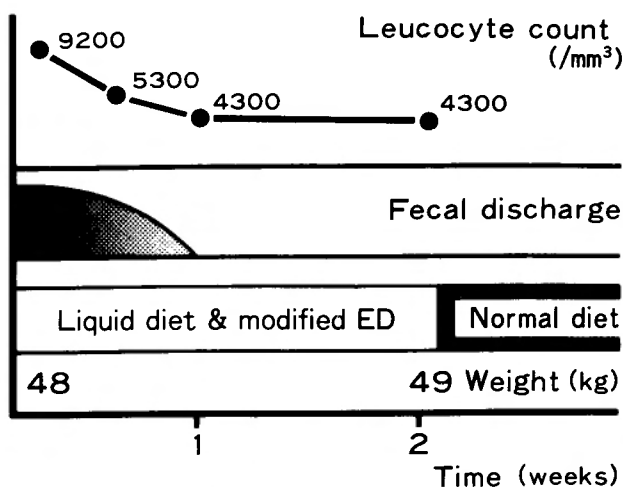 Leucocyte count
(/mm³)
9200
5300
4300
4300
Fecal discharge
Liquid diet & modified ED
Normal diet
48
49 Weight (kg)
1
2
Time (weeks)